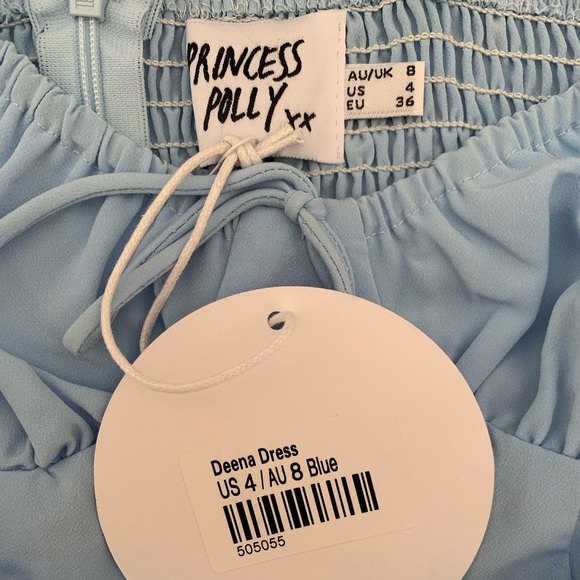 PRINCESS
POLLY xx
AU/UK 8
US 4
EU 36
Deena Dress
US 4 / AU 8 Blue
505055